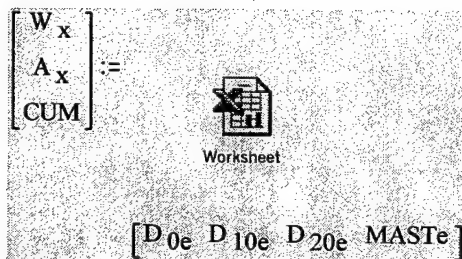 W x
A x :=
CUM
Worksheet
D 0e D 10e D 20e MASTe